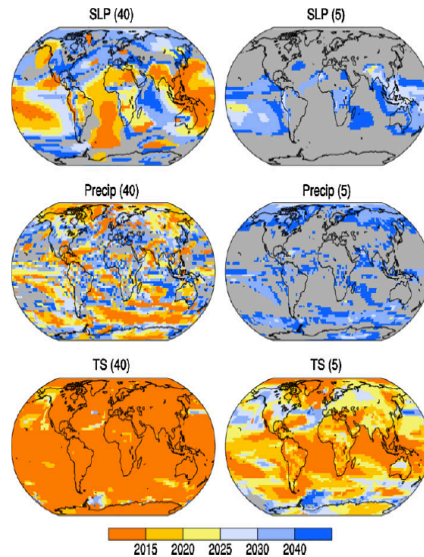 SLP (40)
SLP (5)
Precip (40)
Precip (5)
TS (40)
TS (5)
2015 2020 2025 2030 2040